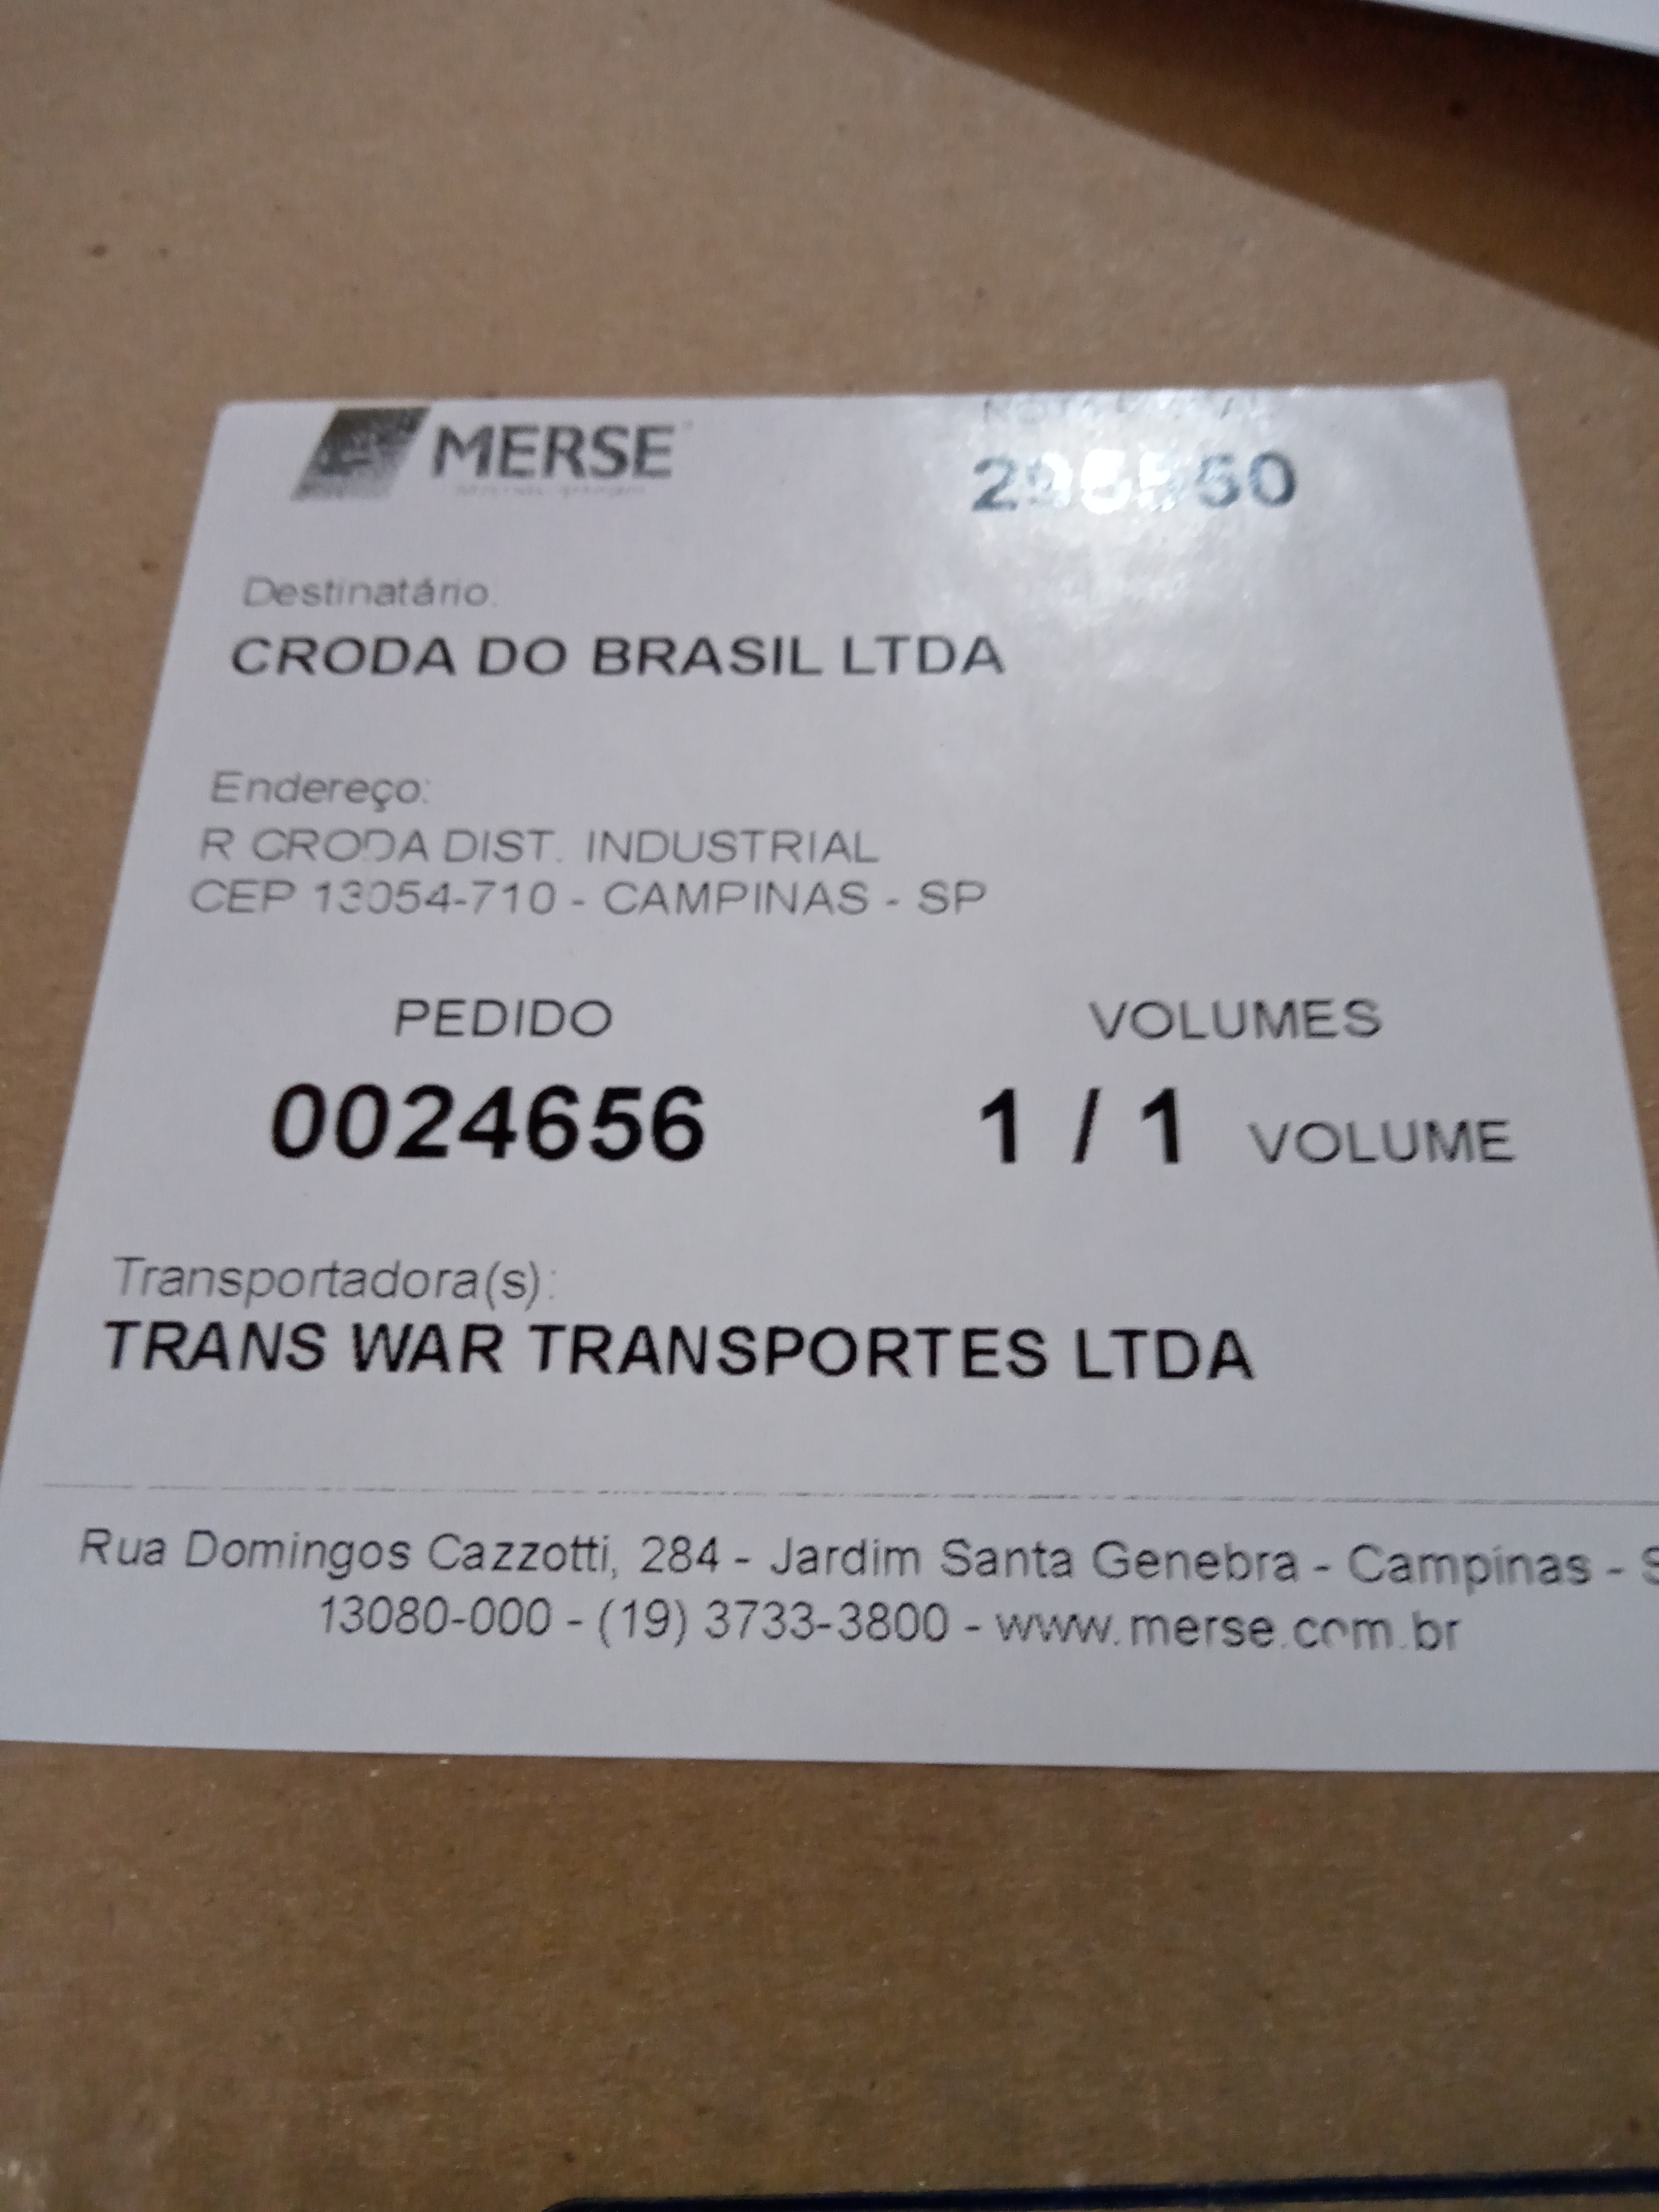 MERSE
Destinatário.
CRODA DO BRASIL LTDA
Endereço:
R CRODA DIST. INDUSTRIAL
CEP 13054-710 - CAMPINAS - SP
PEDIDO VOLUMES
0024656 1 / 1 VOLUME
Transportadora(s):
TRANS WAR TRANSPORTES LTDA
Rua Domingos Cazzotti, 284 - Jardim Santa Genebra - Campinas - S
13080-000 - (19) 3733-3800 - www.merse.com.br